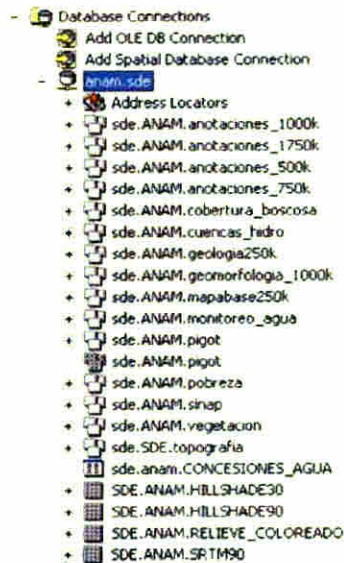 Database Connections
Add OLE DB Connection
Add Spatial Database Connection
anam.sde
Address Locators
sde.ANAM.anotaciones_1000k
sde.ANAM.anotaciones_1750k
sde.ANAM.anotaciones_500k
sde.ANAM.anotaciones_750k
sde.ANAM.cobertura_boscosa
sde.ANAM.cuencas_hidro
sde.ANAM.geologia250k
sde.ANAM.geomorfologia_1000k
sde.ANAM.mapabase250k
sde.ANAM.monitoreo_agua
sde.ANAM.pigot
sde.ANAM.pigot
sde.ANAM.pobreza
sde.ANAM.sinap
sde.ANAM.vegetacion
sde.SDE.topografia
sde.anam.CONCESIONES_AGUA
SDE.ANAM.HILLSHADE30
SDE.ANAM.HILLSHADE90
SDE.ANAM.RELIEVE_COLOREADO
SDE.ANAM.SRTM90